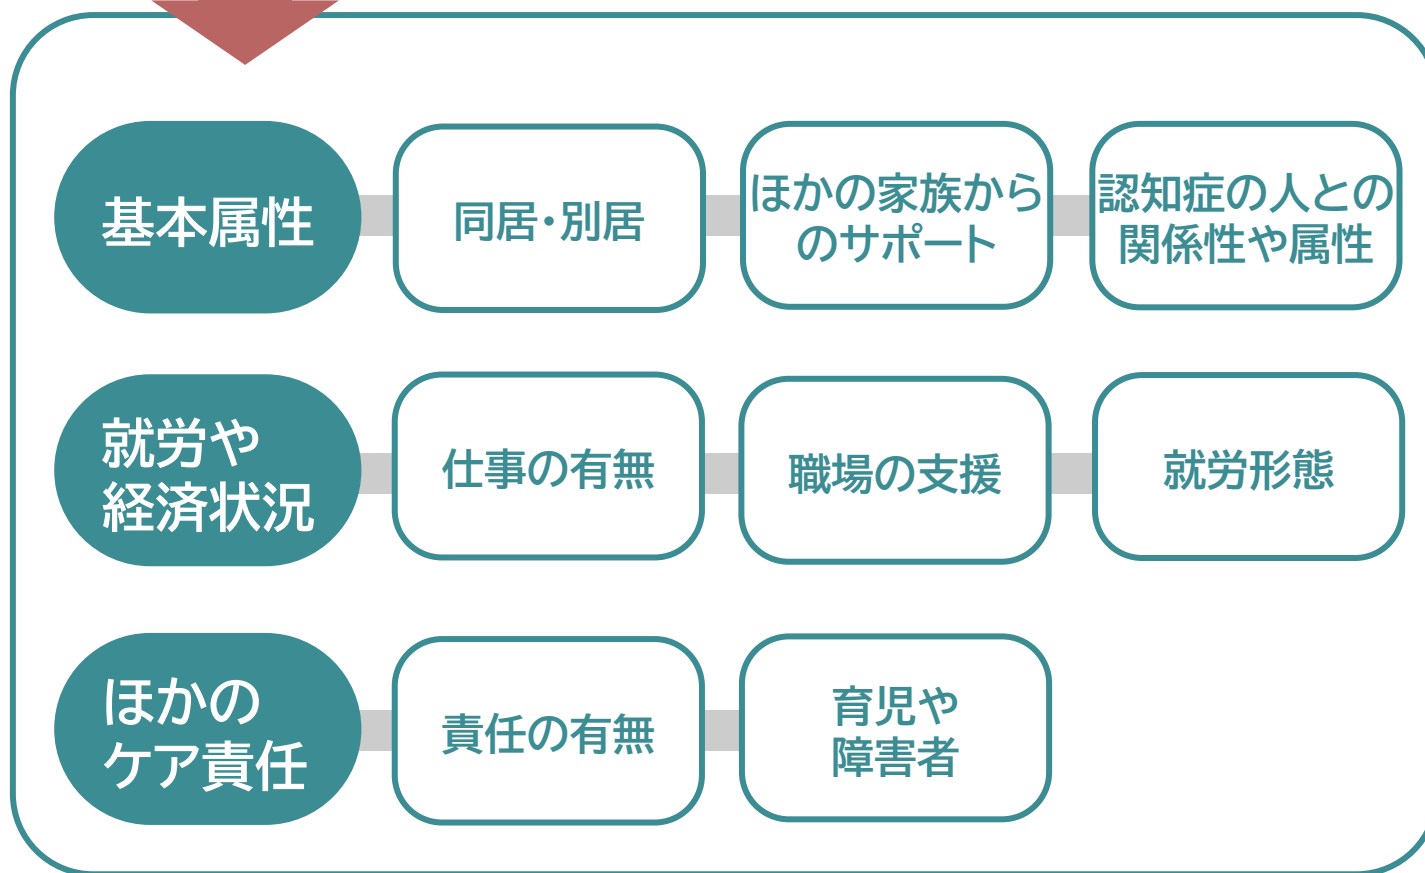 基本属性
同居・別居
ほかの家族から
のサポート
認知症の人との
関係性や属性
就労や
経済状況
仕事の有無
職場の支援
就労形態
ほかの
ケア責任
責任の有無
育児や
障害者